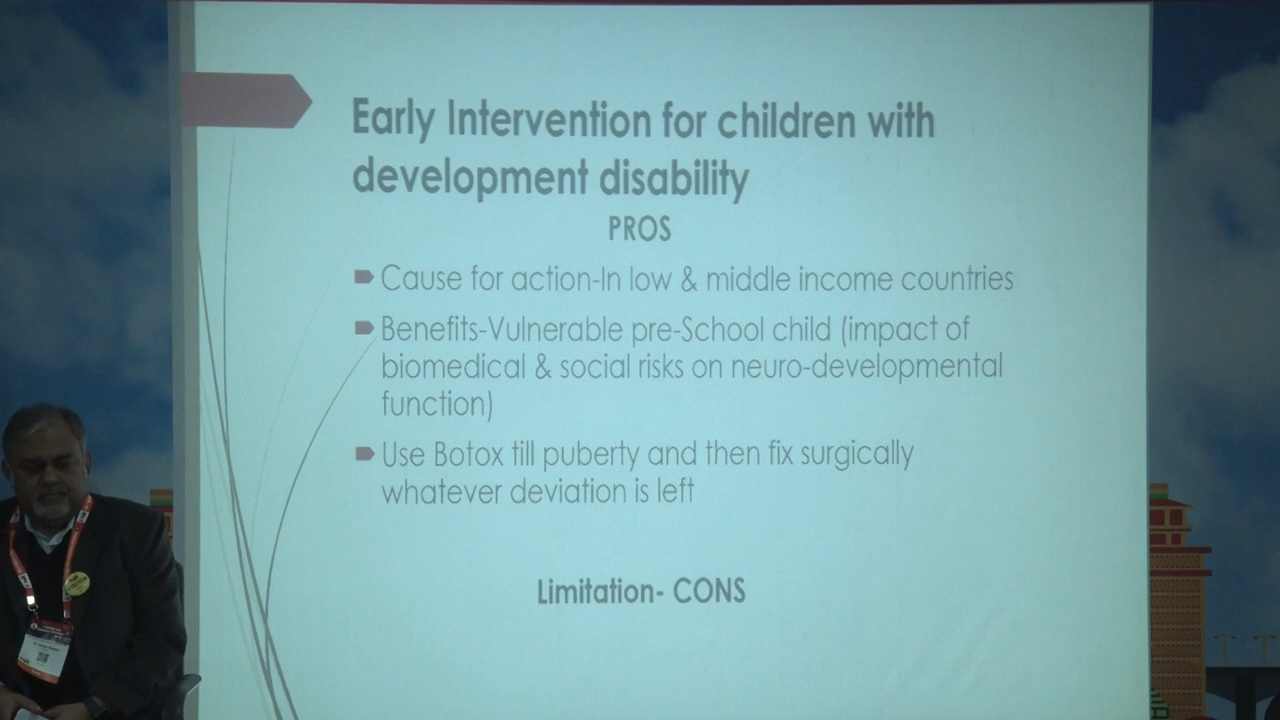 Early Intervention for children with
development disability
PROS
Cause for action-In low & middle income countries
Benefits-Vulnerable pre-School child (impact of
biomedical & social risks on neuro-developmental
function)
Use Botox till puberty and then fix surgically
whatever deviation is left
Limitation- CONS